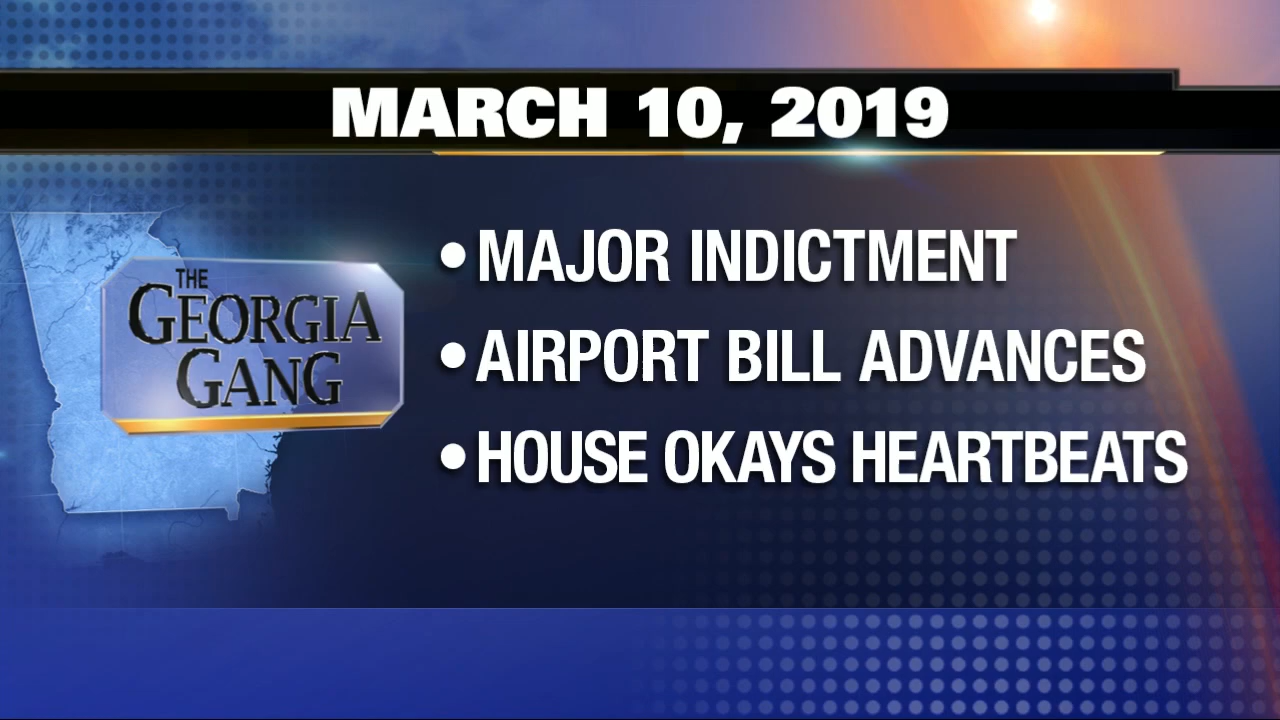 MARCH 10, 2019
THE
GEORGIA
GANG
• MAJOR INDICTMENT
• AIRPORT BILL ADVANCES
• HOUSE OKAYS HEARTBEATS